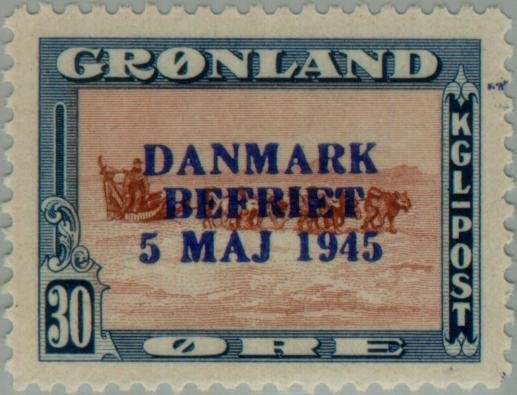 GRØNLAND
DANMARK
BEFRIET
5 MAJ 1945
KGL=POST
30
ØRE